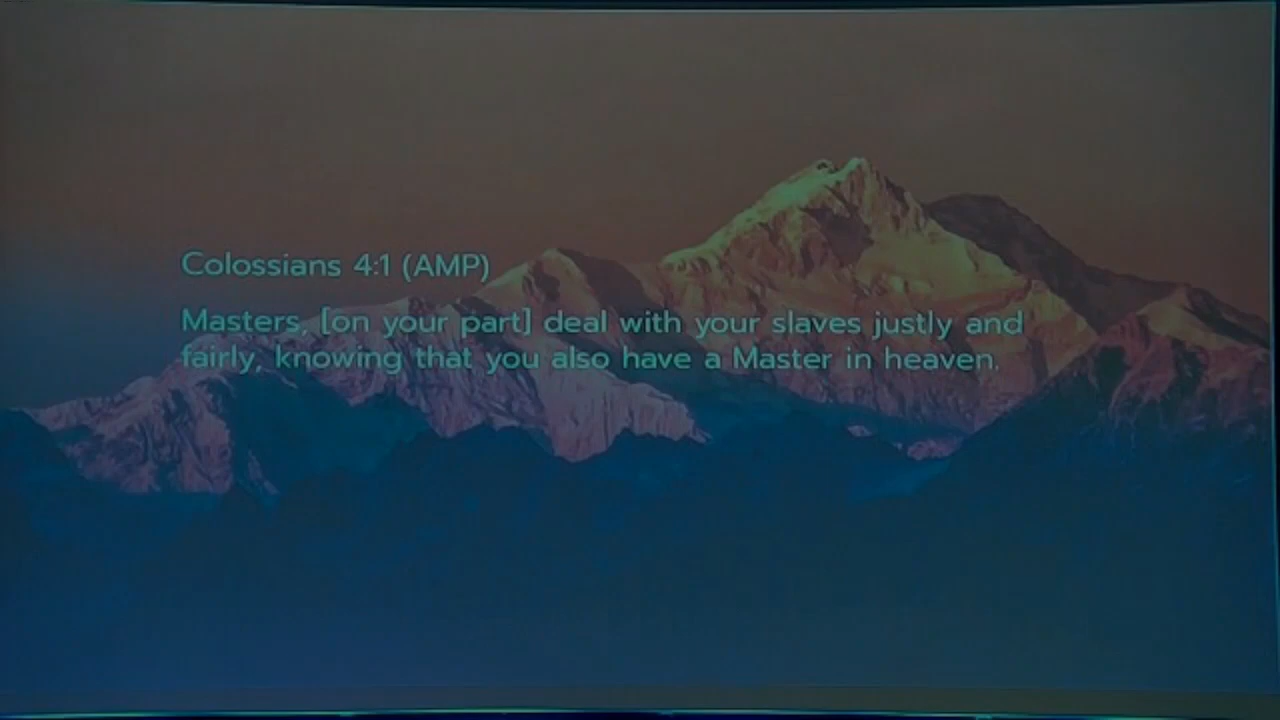 Colossians 4:1 (AMP)
Masters, [on your part] deal with your slaves justly and
fairly, knowing that you also have a Master in heaven.